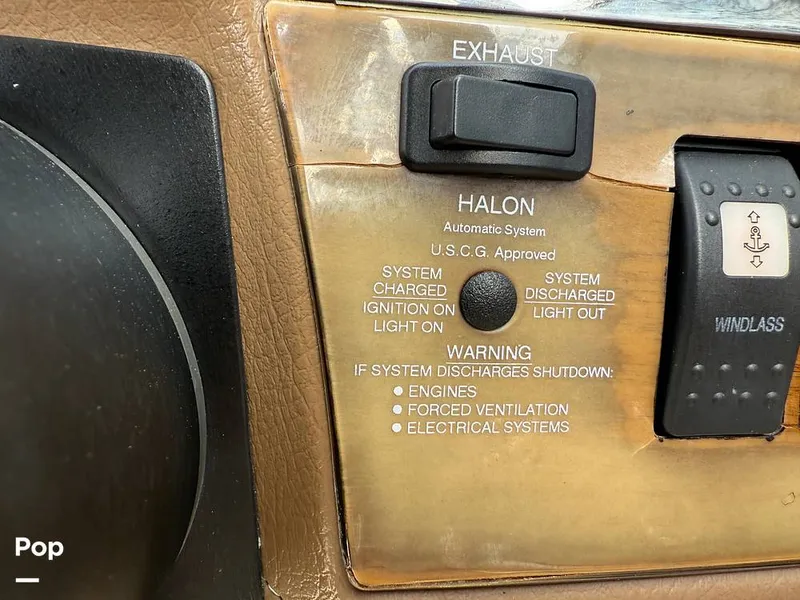 EXHAUST
HALON
Automatic System
U.S.C.G. Approved
SYSTEM
CHARGED
IGNITION ON
LIGHT ON
SYSTEM
DISCHARGED
LIGHT OUT
WARNING
IF SYSTEM DISCHARGES SHUTDOWN:
● ENGINES
● FORCED VENTILATION
● ELECTRICAL SYSTEMS
WINDLASS
Pop